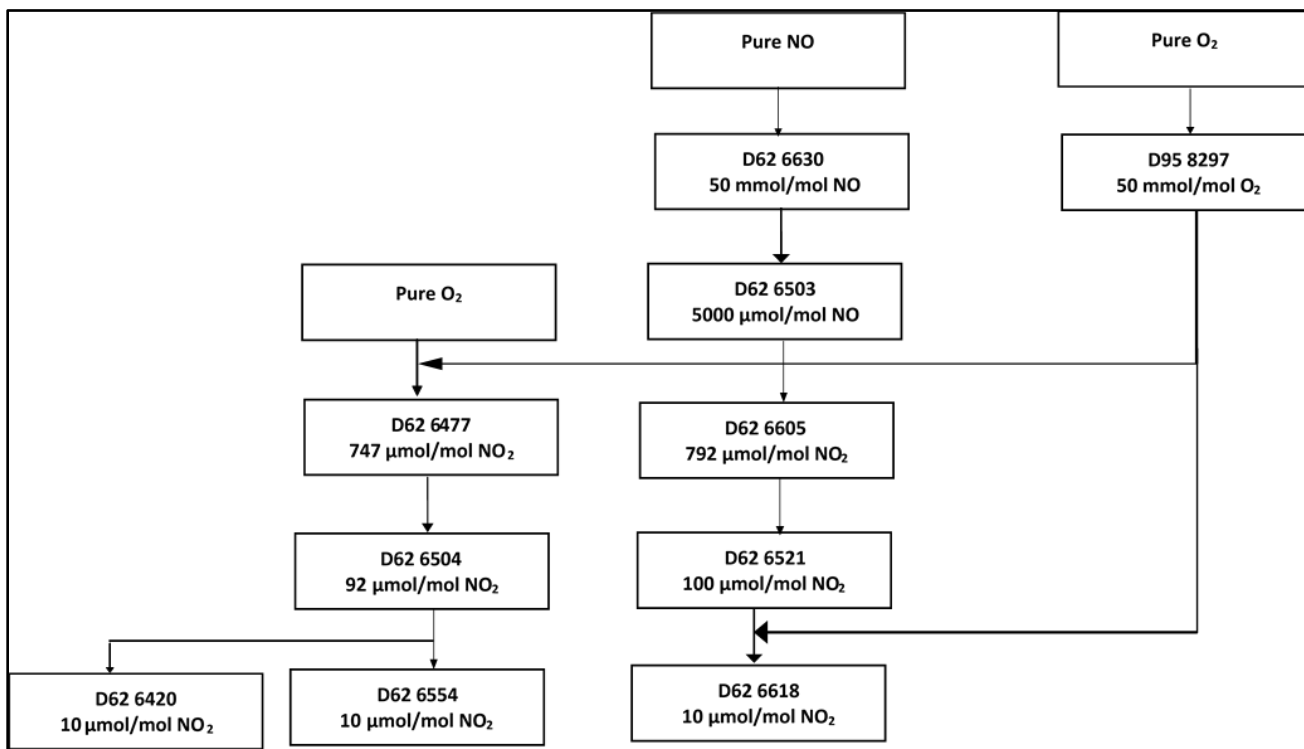 Pure NO
Pure O₂
D62 6630
50 mmol/mol NO
D95 8297
50 mmol/mol O₂
Pure O₂
D62 6503
5000 µmol/mol NO
D62 6477
747 µmol/mol NO₂
D62 6605
792 µmol/mol NO₂
D62 6504
92 µmol/mol NO₂
D62 6521
100 µmol/mol NO₂
D62 6420
10 µmol/mol NO₂
D62 6554
10 µmol/mol NO₂
D62 6618
10 µmol/mol NO₂